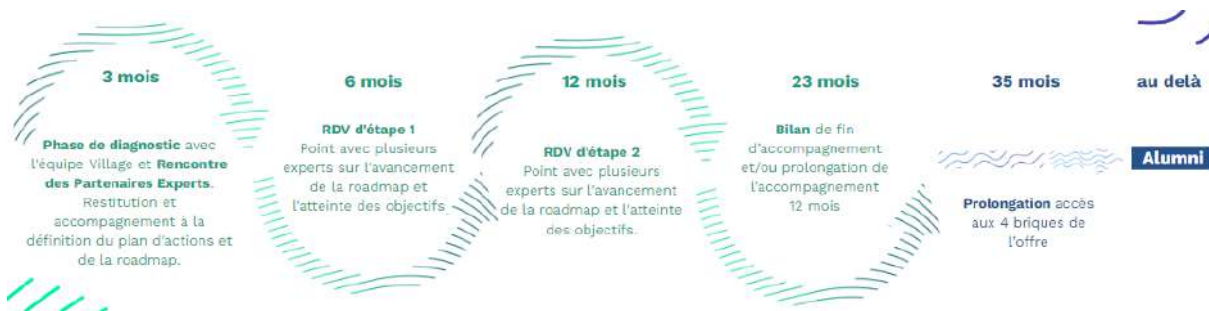 3 mois
Phase de diagnostic avec
l'équipe Village et Rencontre
des Partenaires Experts.
Restitution et
accompagnement à la
définition du plan d'actions et
de la roadmap.
6 mois
RDV d'étape 1
Point avec plusieurs
experts sur l'avancement
de la roadmap et
l'atteinte des objectifs
12 mois
RDV d'étape 2
Point avec plusieurs
experts sur l'avancement
de la roadmap et l'atteinte
des objectifs.
23 mois
Bilan de fin
d'accompagnement
et/ou prolongation de
l'accompagnement
12 mois
35 mois
Prolongation accès
aux 4 briques de
l'offre
au delà
Alumni